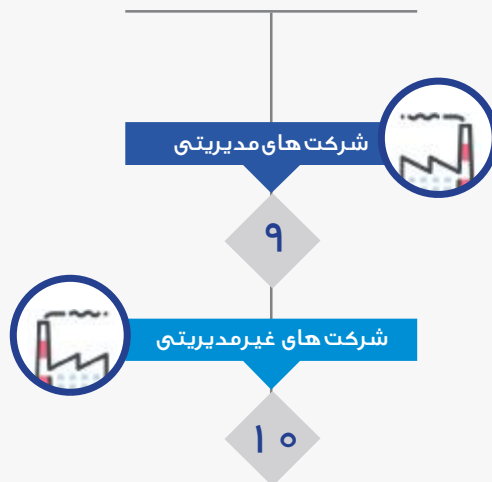 شرکت های مدیریتی
۹
شرکت های غیرمدیریتی
۱۰